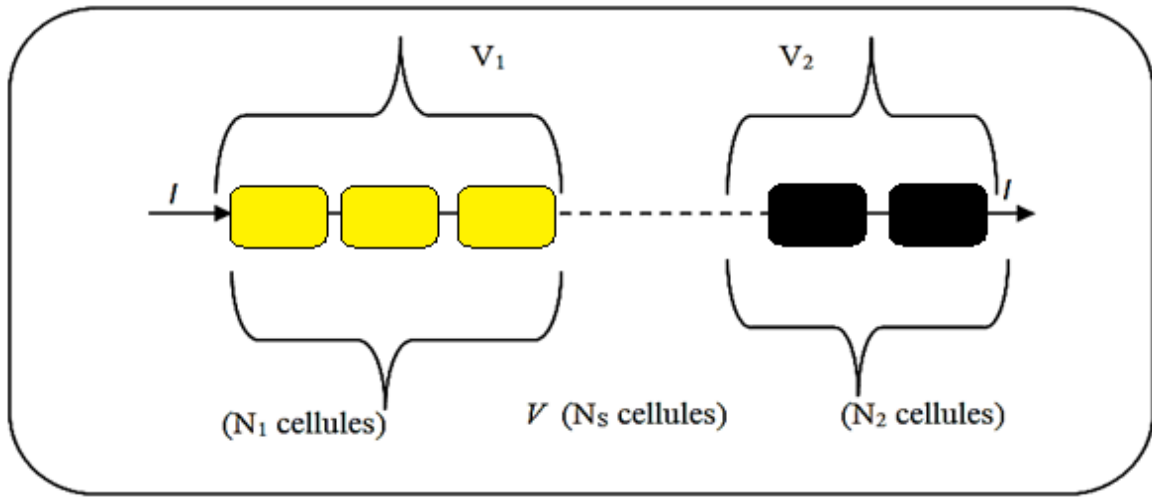 V₁ V₂
I I
(N₁ cellules) V (Nₛ cellules) (N₂ cellules)